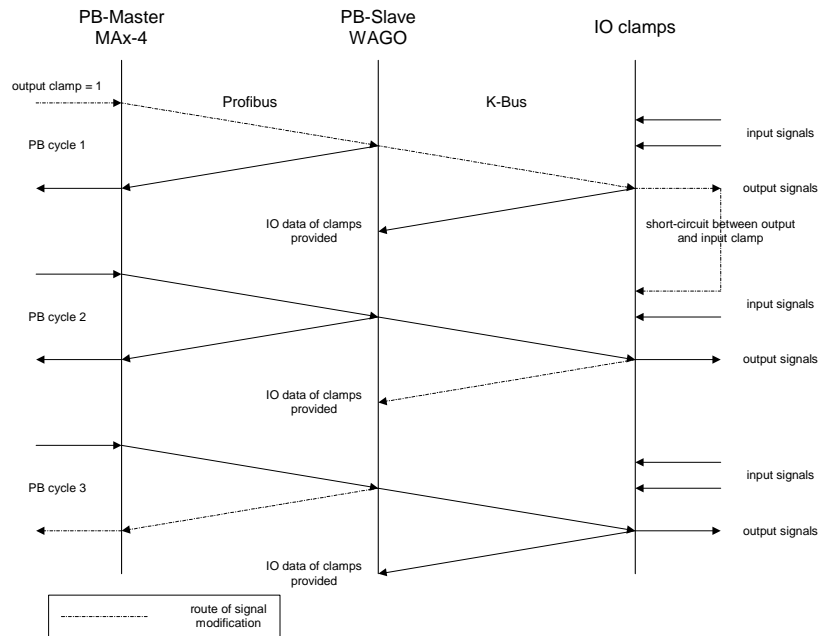 PB-Master
MAx-4
PB-Slave
WAGO
IO clamps
output clamp = 1
Profibus
K-Bus
input signals
PB cycle 1
output signals
IO data of clamps
provided
short-circuit between output
and input clamp
input signals
PB cycle 2
output signals
IO data of clamps
provided
input signals
PB cycle 3
output signals
IO data of clamps
provided
route of signal
modification